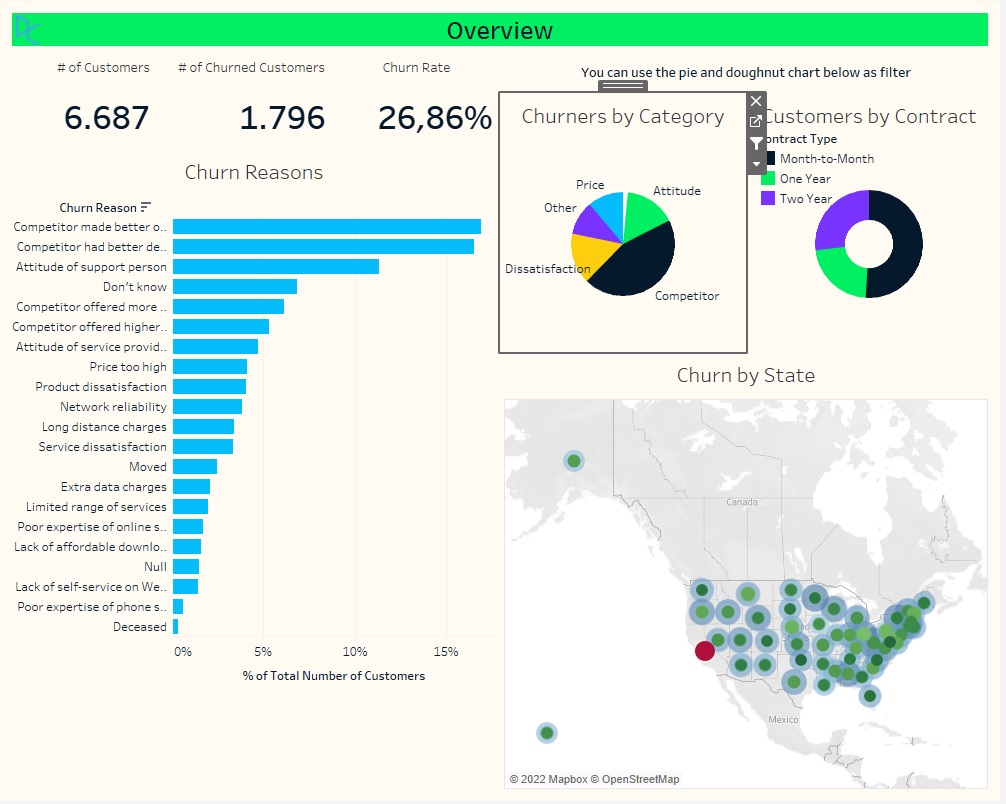 Overview
# of Customers
# of Churned Customers
Churn Rate
6.687
1.796
26,86%
You can use the pie and doughnut chart below as filter
Churn Reasons
Churn Reason
Competitor made better o..
Competitor had better de..
Attitude of support person
Don't know
Competitor offered more ..
Competitor offered higher..
Attitude of service provid..
Price too high
Product dissatisfaction
Network reliability
Long distance charges
Service dissatisfaction
Moved
Extra data charges
Limited range of services
Poor expertise of online s..
Lack of affordable downlo..
Null
Lack of self-service on We..
Poor expertise of phone s..
Deceased
0%
5%
10%
15%
% of Total Number of Customers
Churners by Category
Price
Attitude
Other
Dissatisfaction
Competitor
Customers by Contract
ontract Type
Month-to-Month
One Year
Two Year
Churn by State
Canada
Mexico
© 2022 Mapbox © OpenStreetMap